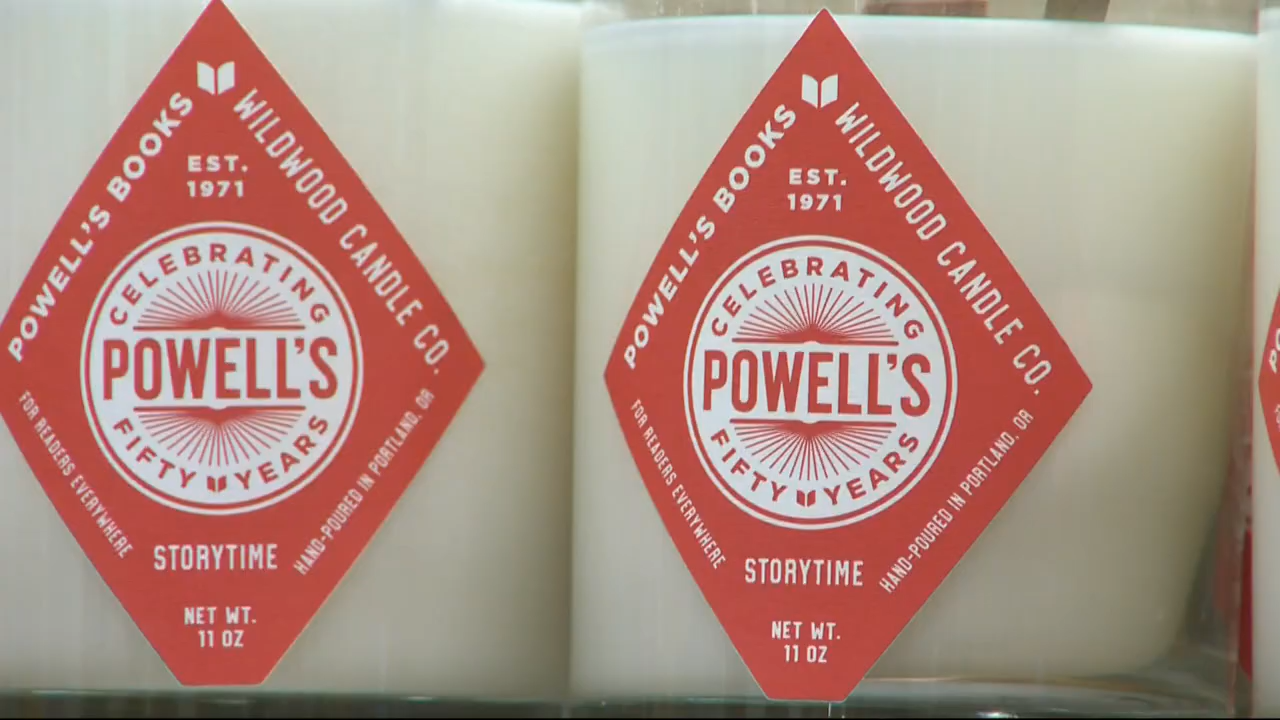 POWELL'S BOOKS
WILDWOOD CANDLE CO.
EST.
1971
CELEBRATING
POWELL'S
FIFTY YEARS
FOR READERS EVERYWHERE
HAND-POURED IN PORTLAND, OR
STORYTIME
NET WT.
11 OZ
POWELL'S BOOKS
WILDWOOD CANDLE CO.
EST.
1971
CELEBRATING
POWELL'S
FIFTY YEARS
FOR READERS EVERYWHERE
HAND-POURED IN PORTLAND, OR
STORYTIME
NET WT.
11 OZ